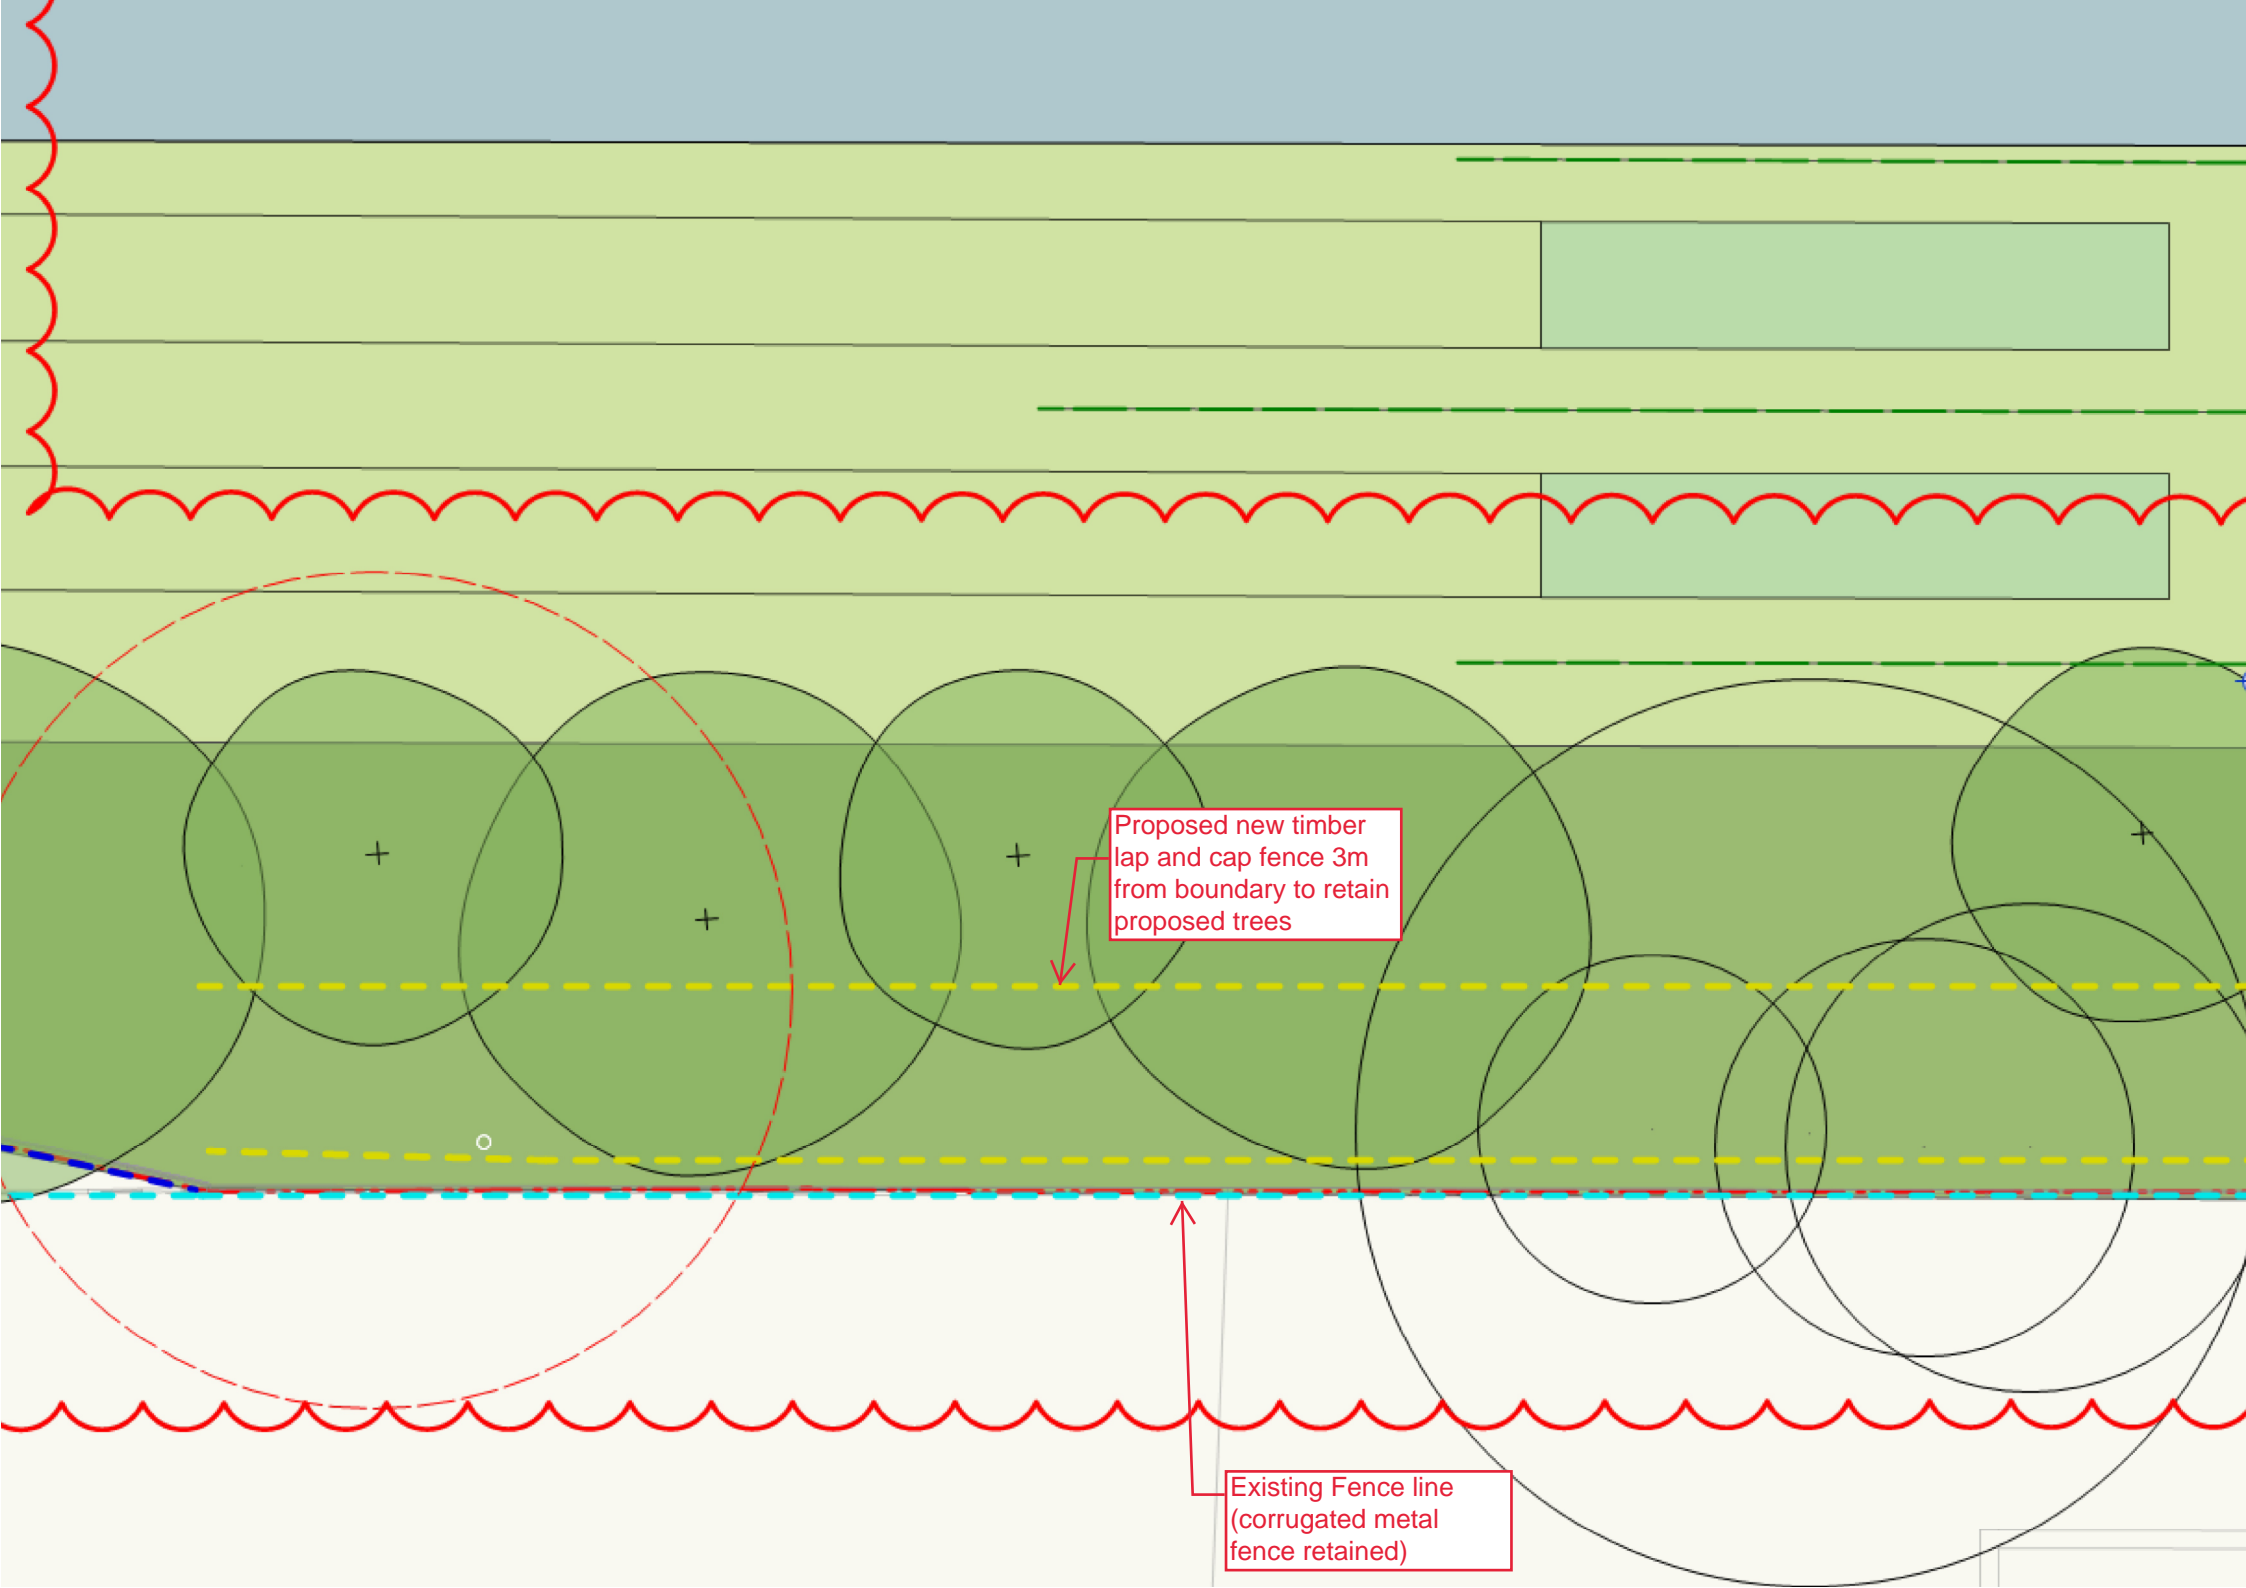 Proposed new timber
lap and cap fence 3m
from boundary to retain
proposed trees
Existing Fence line
(corrugated metal
fence retained)